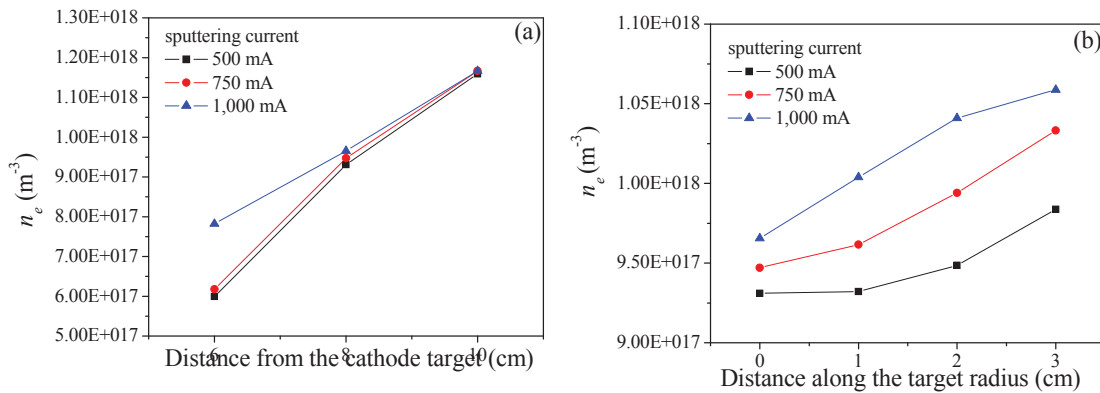 (a)
sputtering current
500 mA
750 mA
1,000 mA
1.30E+018
1.20E+018
1.10E+018
1.00E+018
9.00E+017
8.00E+017
7.00E+017
6.00E+017
5.00E+017
n_e (m^-3)
6 8 10
Distance from the cathode target (cm)
(b)
sputtering current
500 mA
750 mA
1,000 mA
1.10E+018
1.05E+018
1.00E+018
9.50E+017
9.00E+017
n_e (m^-3)
0 1 2 3
Distance along the target radius (cm)